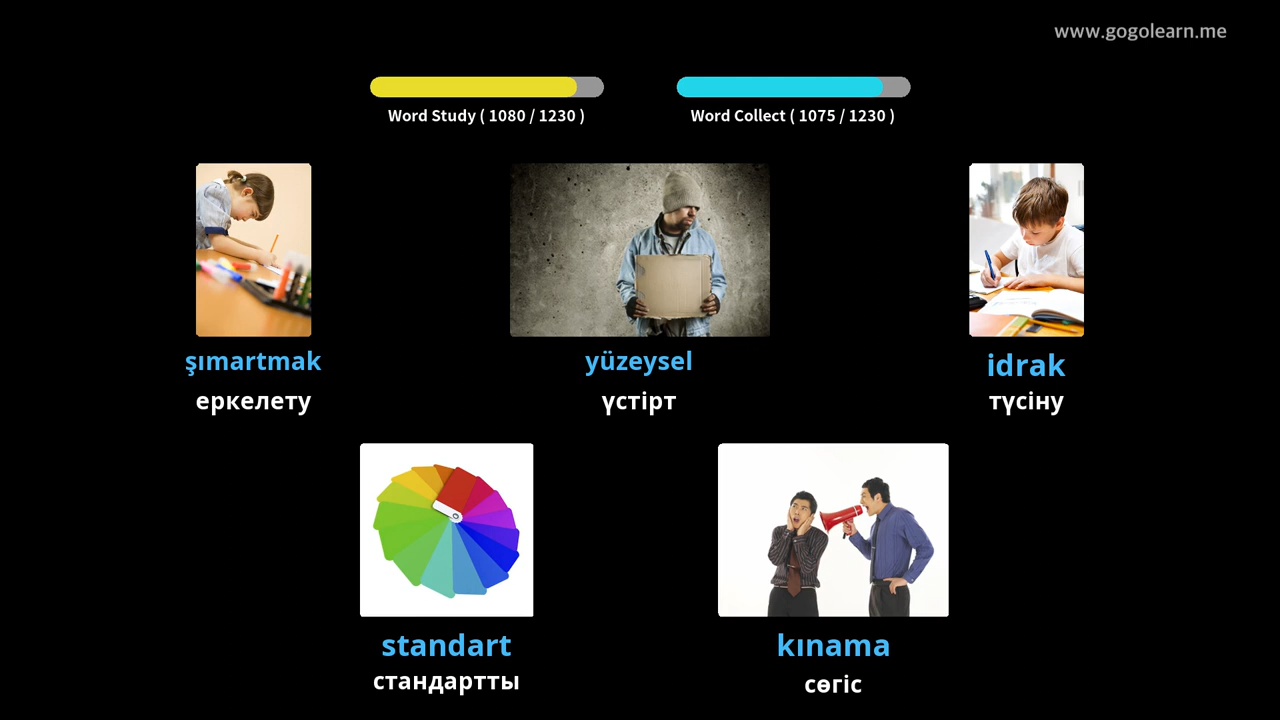 www.gogolearn.me
Word Study ( 1080 / 1230 )
Word Collect ( 1075 / 1230 )
şımartmak
еркелету
yüzeysel
үстірт
idrak
түсіну
standart
стандартты
kınama
сөгіс